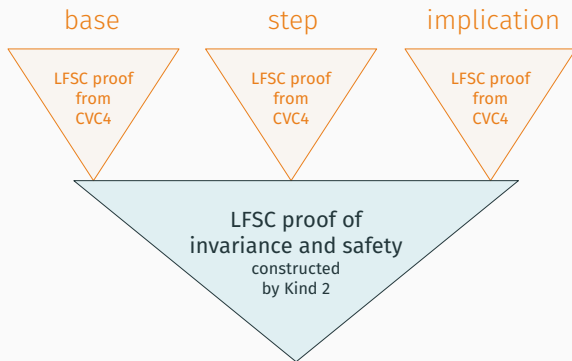 base
step
implication
LFSC proof
from
CVC4
LFSC proof
from
CVC4
LFSC proof
from
CVC4
LFSC proof of
invariance and safety
constructed
by Kind 2